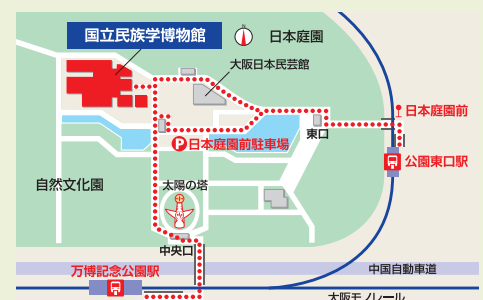 国立民族学博物館
N
日本庭園
大阪日本民芸館
日本庭園前
東口
P日本庭園前駐車場
公園東口駅
自然文化園
太陽の塔
中央口
万博記念公園駅
中国自動車道
大阪モノレール